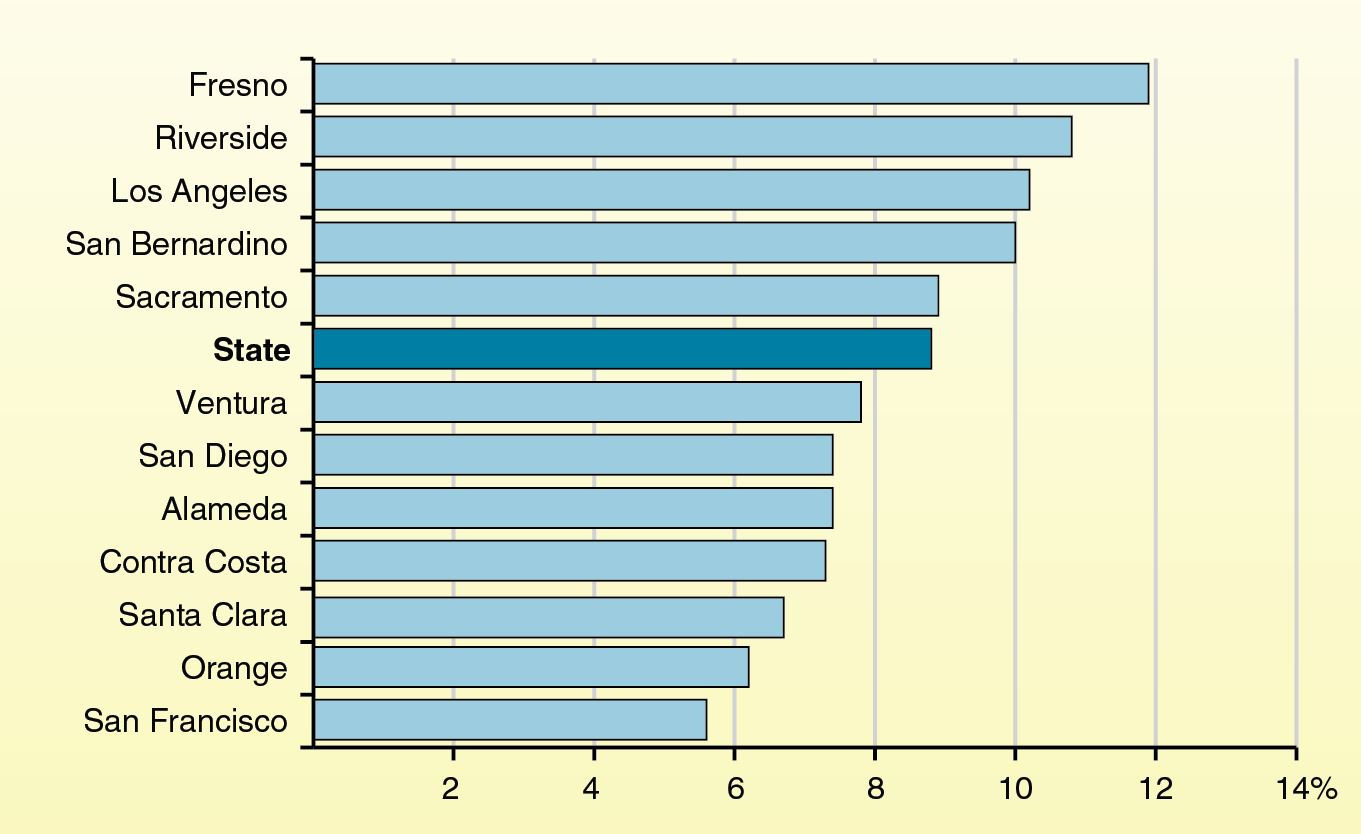 Fresno
Riverside
Los Angeles
San Bernardino
Sacramento
State
Ventura
San Diego
Alameda
Contra Costa
Santa Clara
Orange
San Francisco
2 4 6 8 10 12 14%